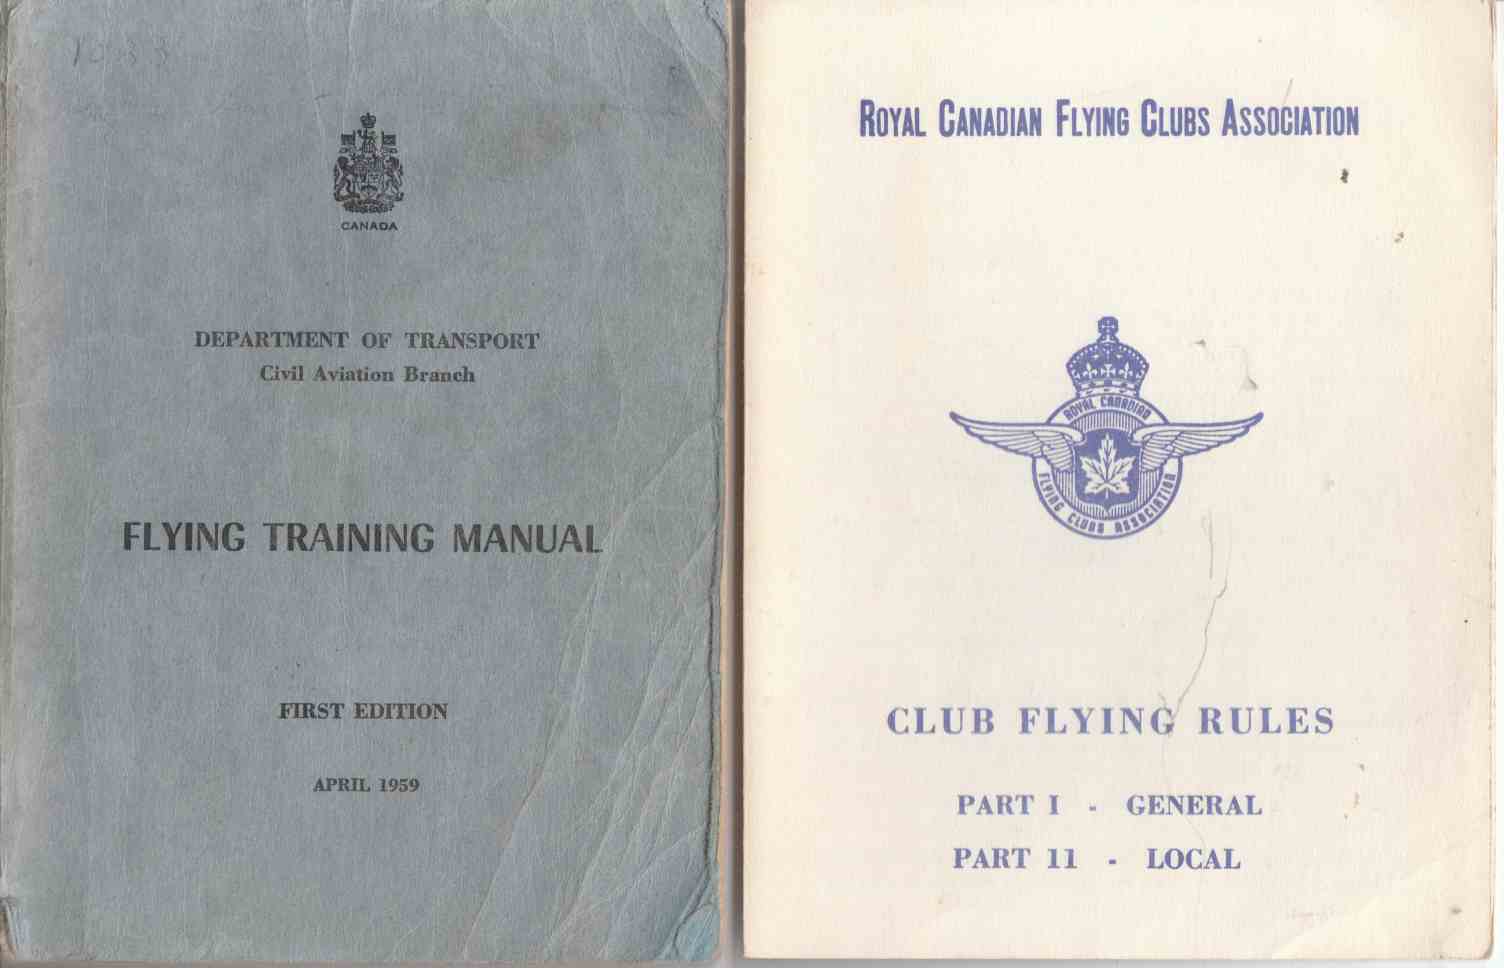 CANADA
DEPARTMENT OF TRANSPORT
Civil Aviation Branch
FLYING TRAINING MANUAL
FIRST EDITION
APRIL 1959
ROYAL CANADIAN FLYING CLUBS ASSOCIATION
ROYAL CANADIAN
FLYING CLUBS ASSOCIATION
CLUB FLYING RULES
PART I - GENERAL
PART 11 - LOCAL